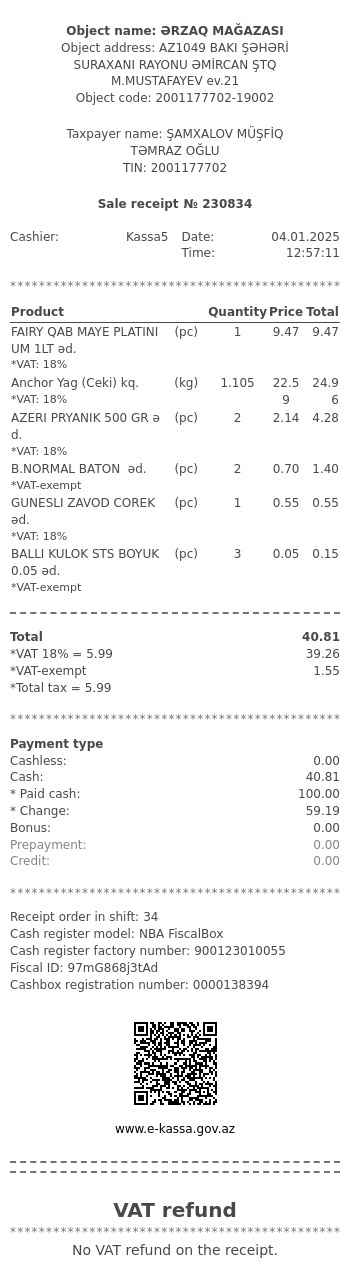 Object name: ƏRZAQ MAĞAZASI
Object address: AZ1049 BAKI ŞƏHƏRİ
SURAXANI RAYONU ƏMİRCAN ŞTQ
M.MUSTAFAYEV ev.21
Object code: 2001177702-19002
Taxpayer name: ŞAMXALOV MÜŞFİQ
TƏMRAZ OĞLU
TIN: 2001177702
Sale receipt № 230834
Cashier: Kassa5 Date: 04.01.2025
Time: 12:57:11
************************************************
Product Quantity Price Total
FAIRY QAB MAYE PLATINI (pc) 1 9.47 9.47
UM 1LT əd.
*VAT: 18%
Anchor Yag (Ceki) kq. (kg) 1.105 22.5 24.9
*VAT: 18% 9 6
AZERI PRYANIK 500 GR ə (pc) 2 2.14 4.28
d.
*VAT: 18%
B.NORMAL BATON əd. (pc) 2 0.70 1.40
*VAT-exempt
GUNESLI ZAVOD COREK (pc) 1 0.55 0.55
əd.
*VAT: 18%
BALLI KULOK STS BOYUK (pc) 3 0.05 0.15
0.05 əd.
*VAT-exempt
Total 40.81
*VAT 18% = 5.99 39.26
*VAT-exempt 1.55
*Total tax = 5.99
************************************************
Payment type
Cashless: 0.00
Cash: 40.81
* Paid cash: 100.00
* Change: 59.19
Bonus: 0.00
Prepayment: 0.00
Credit: 0.00
************************************************
Receipt order in shift: 34
Cash register model: NBA FiscalBox
Cash register factory number: 900123010055
Fiscal ID: 97mG868j3tAd
Cashbox registration number: 0000138394
www.e-kassa.gov.az
VAT refund
************************************************
No VAT refund on the receipt.